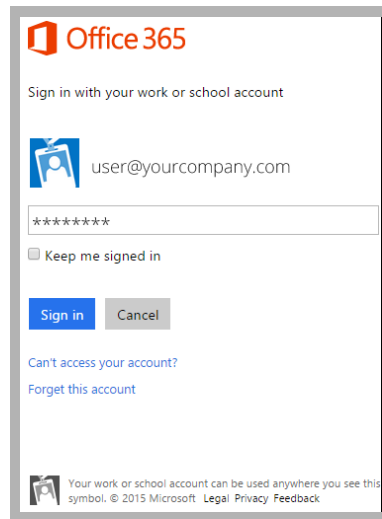 Office 365
Sign in with your work or school account
user@yourcompany.com
********
Keep me signed in
Sign in Cancel
Can't access your account?
Forget this account
Your work or school account can be used anywhere you see this
symbol. © 2015 Microsoft Legal Privacy Feedback